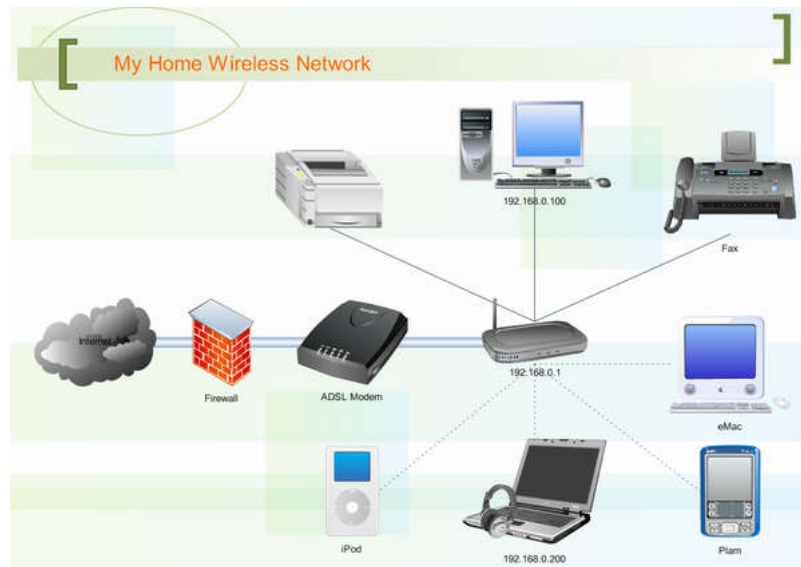 My Home Wireless Network
192.168.0.100
Fax
Internet
Firewall
ADSL Modem
192.168.0.1
eMac
iPod
192.168.0.200
Plam